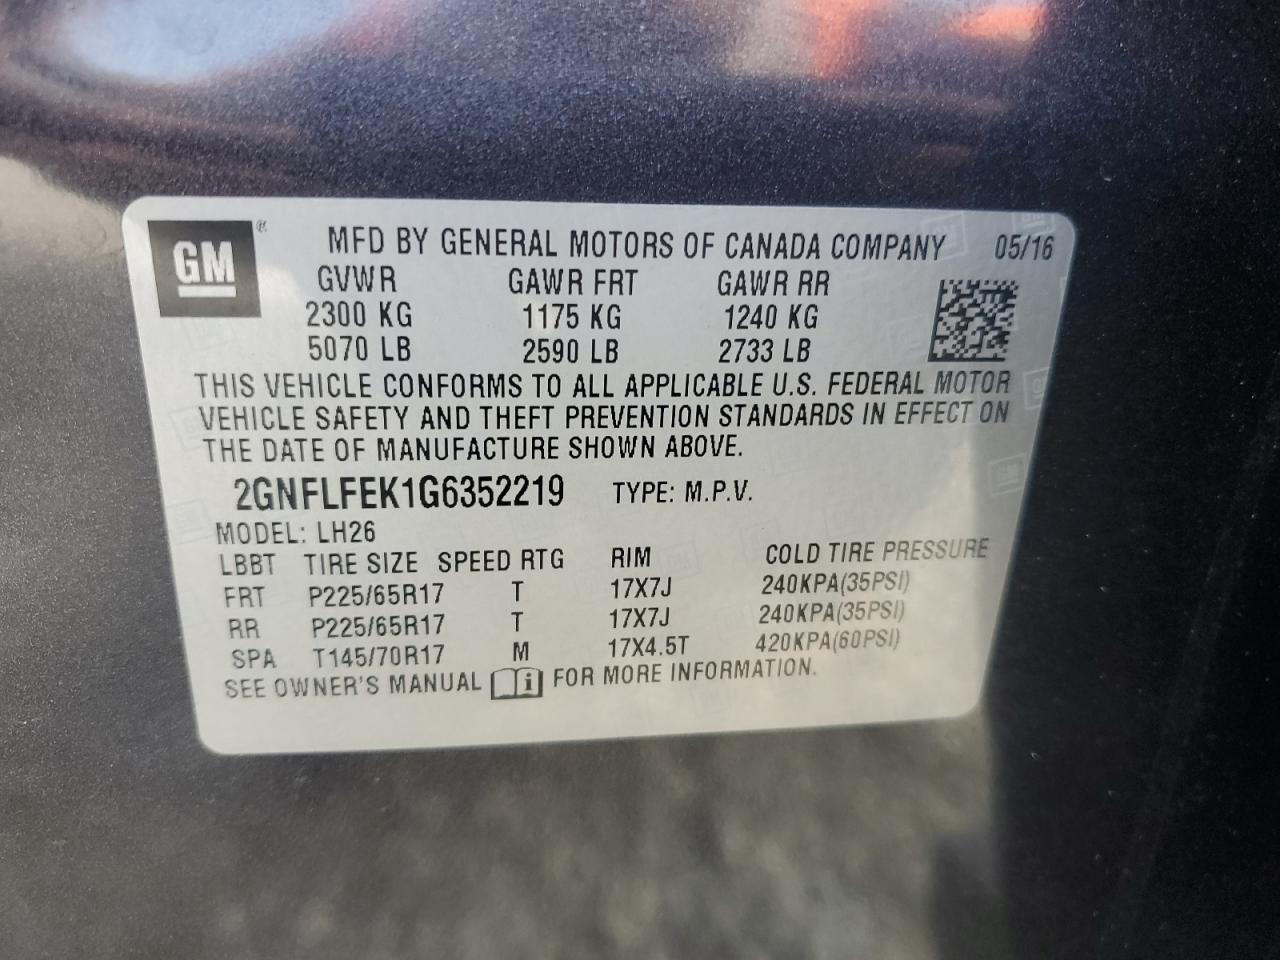 GM ®
MFD BY GENERAL MOTORS OF CANADA COMPANY 05/16
GVWR GAWR FRT GAWR RR
2300 KG 1175 KG 1240 KG
5070 LB 2590 LB 2733 LB
THIS VEHICLE CONFORMS TO ALL APPLICABLE U.S. FEDERAL MOTOR
VEHICLE SAFETY AND THEFT PREVENTION STANDARDS IN EFFECT ON
THE DATE OF MANUFACTURE SHOWN ABOVE.
2GNFLFEK1G6352219 TYPE: M.P.V.
MODEL: LH26
LBBT TIRE SIZE SPEED RTG RIM COLD TIRE PRESSURE
FRT P225/65R17 T 17X7J 240KPA(35PSI)
RR P225/65R17 T 17X7J 240KPA(35PSI)
SPA T145/70R17 M 17X4.5T 420KPA(60PSI)
SEE OWNER'S MANUAL i FOR MORE INFORMATION.